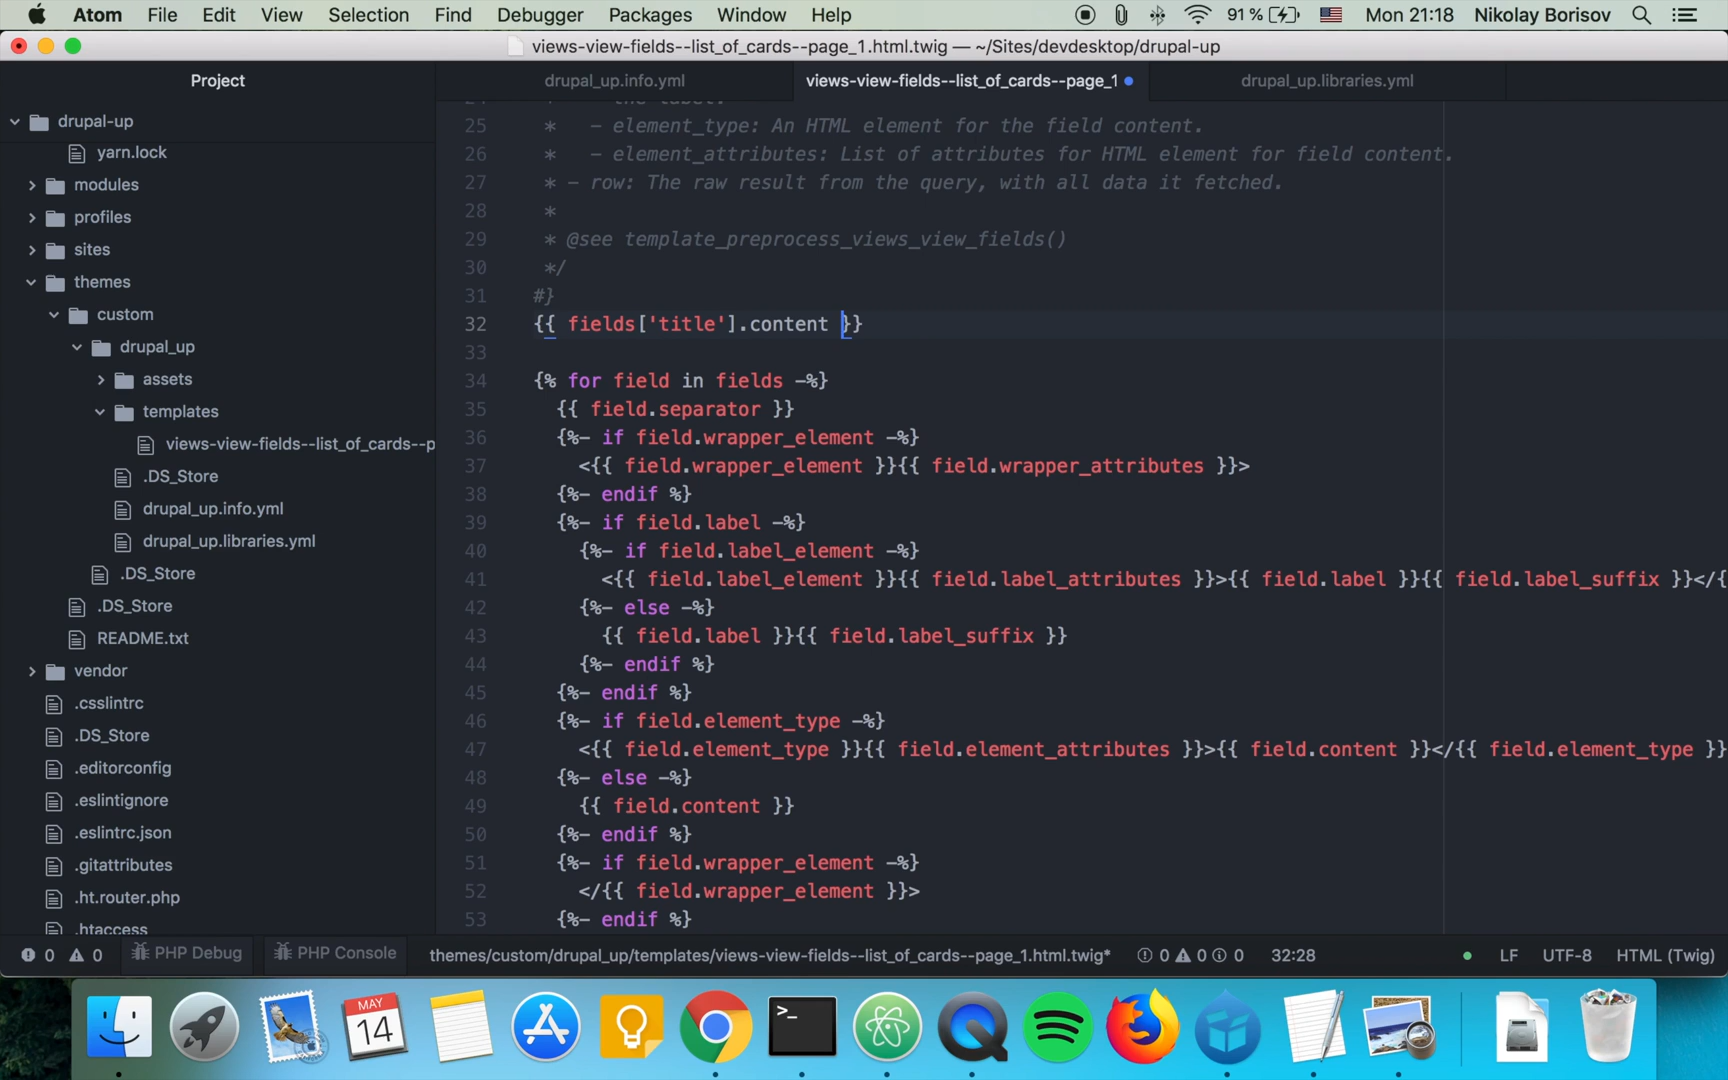 Atom File Edit View Selection Find Debugger Packages Window Help 91 % Mon 21:18 Nikolay Borisov
views-view-fields--list_of_cards--page_1.html.twig — ~/Sites/devdesktop/drupal-up
Project
drupal_up.info.yml
views-view-fields--list_of_cards--page_1
drupal_up.libraries.yml
drupal-up
yarn.lock
modules
profiles
sites
themes
custom
drupal_up
assets
templates
views-view-fields--list_of_cards--p
.DS_Store
drupal_up.info.yml
drupal_up.libraries.yml
.DS_Store
.DS_Store
README.txt
vendor
.csslintrc
.DS_Store
.editorconfig
.eslintignore
.eslintrc.json
.gitattributes
.ht.router.php
.htaccess
24 * the label.
25 * - element_type: An HTML element for the field content.
26 * - element_attributes: List of attributes for HTML element for field content.
27 * - row: The raw result from the query, with all data it fetched.
28 *
29 * @see template_preprocess_views_view_fields()
30 */
31 #}
32 {{ fields['title'].content }}
33
34 {% for field in fields -%}
35 {{ field.separator }}
36 {%- if field.wrapper_element -%}
37 <{{ field.wrapper_element }}{{ field.wrapper_attributes }}>
38 {%- endif %}
39 {%- if field.label -%}
40 {%- if field.label_element -%}
41 <{{ field.label_element }}{{ field.label_attributes }}>{{ field.label }}{{ field.label_suffix }}</{
42 {%- else -%}
43 {{ field.label }}{{ field.label_suffix }}
44 {%- endif %}
45 {%- endif %}
46 {%- if field.element_type -%}
47 <{{ field.element_type }}{{ field.element_attributes }}>{{ field.content }}</{{ field.element_type }}
48 {%- else -%}
49 {{ field.content }}
50 {%- endif %}
51 {%- if field.wrapper_element -%}
52 </{{ field.wrapper_element }}>
53 {%- endif %}
0 0 PHP Debug PHP Console themes/custom/drupal_up/templates/views-view-fields--list_of_cards--page_1.html.twig* 0 0 0 32:28 LF UTF-8 HTML (Twig)
MAY
14
>_